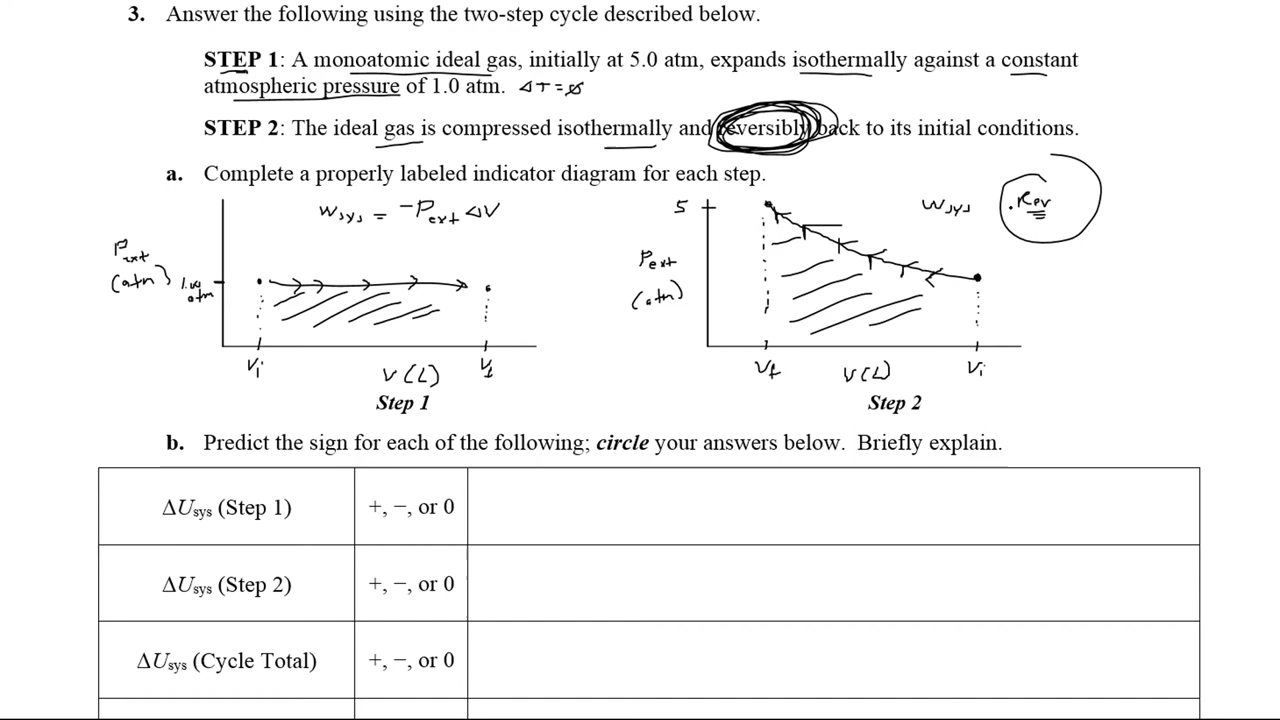 3. Answer the following using the two-step cycle described below.
STEP 1: A monoatomic ideal gas, initially at 5.0 atm, expands isothermally against a constant
atmospheric pressure of 1.0 atm. ΔT = ∅
STEP 2: The ideal gas is compressed isothermally and reversibly back to its initial conditions.
a. Complete a properly labeled indicator diagram for each step.
Wsys = -Pext ΔV
Pext
(atm)
1.0
atm
Vi
Vf
V (L)
Step 1
5
Wsys
Rev
Pext
(atm)
Vf
V (L)
Vi
Step 2
b. Predict the sign for each of the following; circle your answers below. Briefly explain.
ΔUsys (Step 1) +, −, or 0
ΔUsys (Step 2) +, −, or 0
ΔUsys (Cycle Total) +, −, or 0